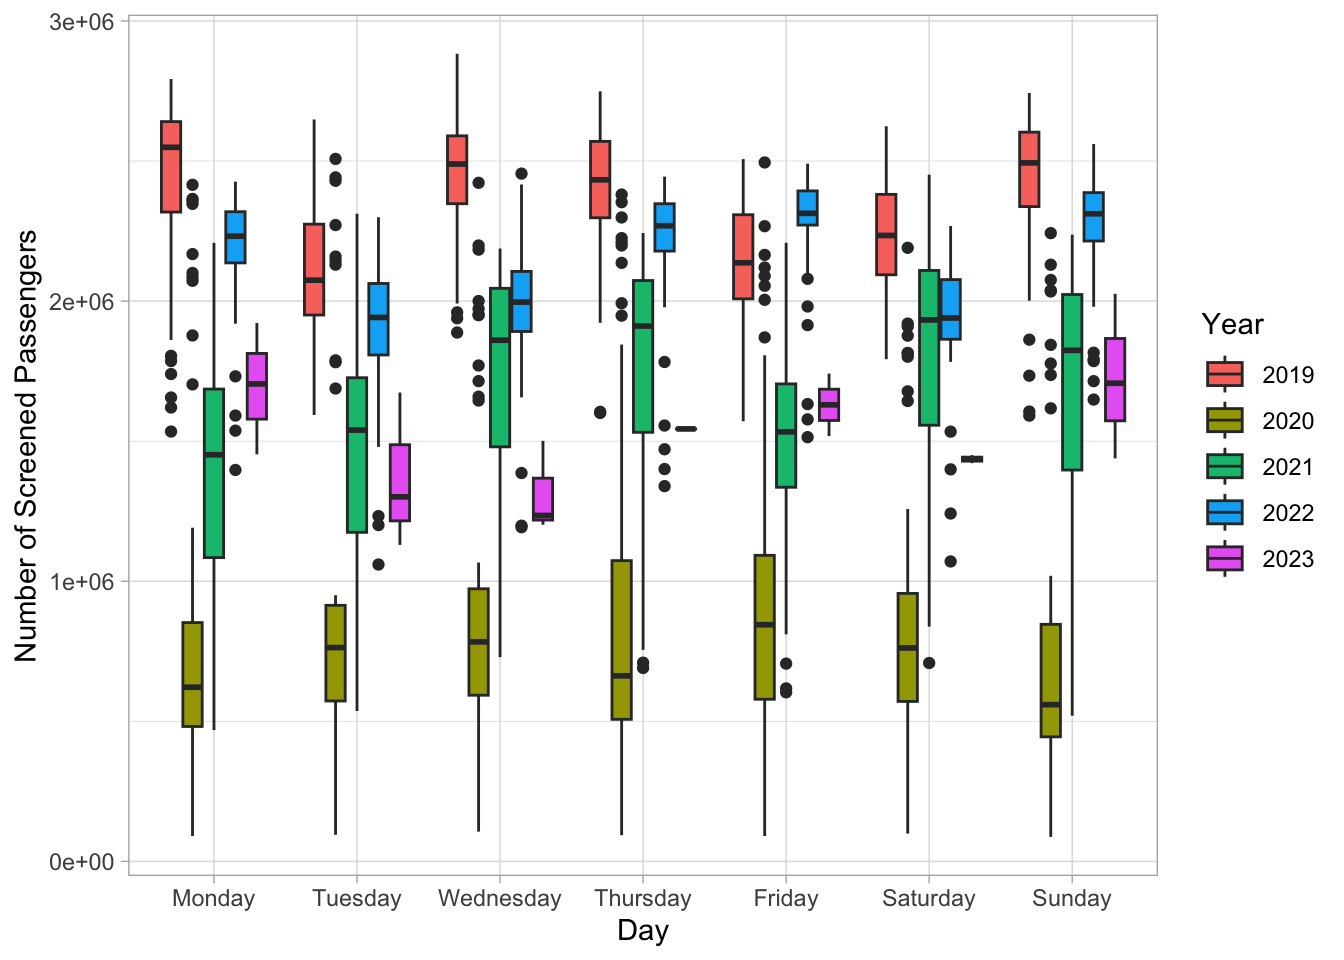 Number of Screened Passengers
3e+06
2e+06
1e+06
0e+00
Monday Tuesday Wednesday Thursday Friday Saturday Sunday
Day
Year
2019
2020
2021
2022
2023